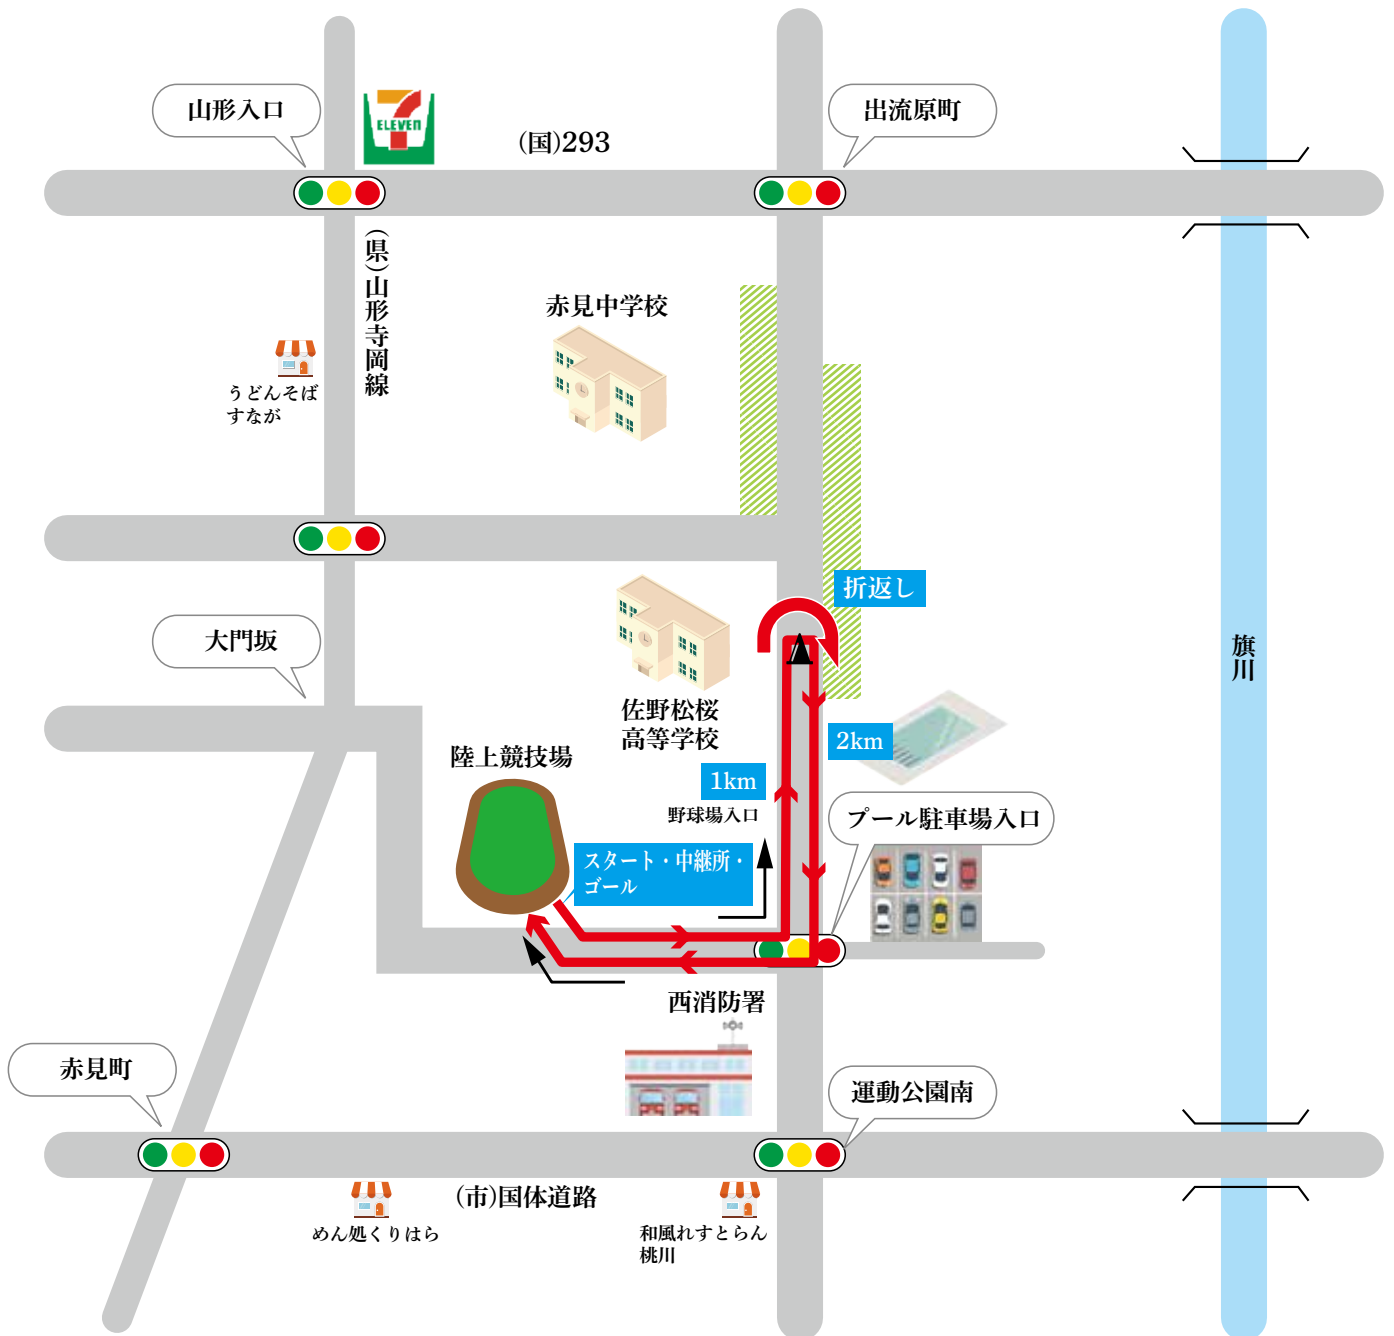 山形入口
ELEVEN
(国)293
出流原町
(県)山形寺岡線
赤見中学校
うどんそば
すなが
折返し
大門坂
佐野松桜
高等学校
旗川
2km
陸上競技場
1km
野球場入口
プール駐車場入口
スタート・中継所・
ゴール
西消防署
赤見町
運動公園南
(市)国体道路
めん処くりはら
和風れすとらん
桃川